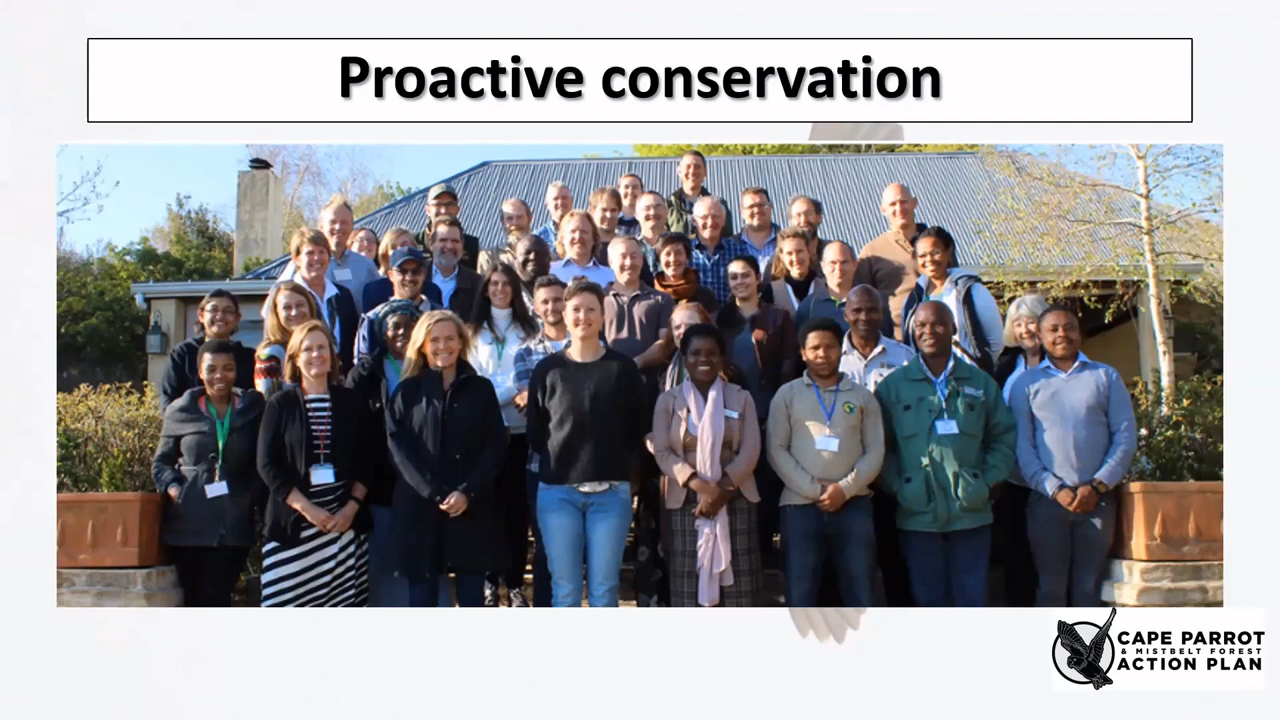 Proactive conservation
CAPE PARROT
& MISTBELT FOREST
ACTION PLAN